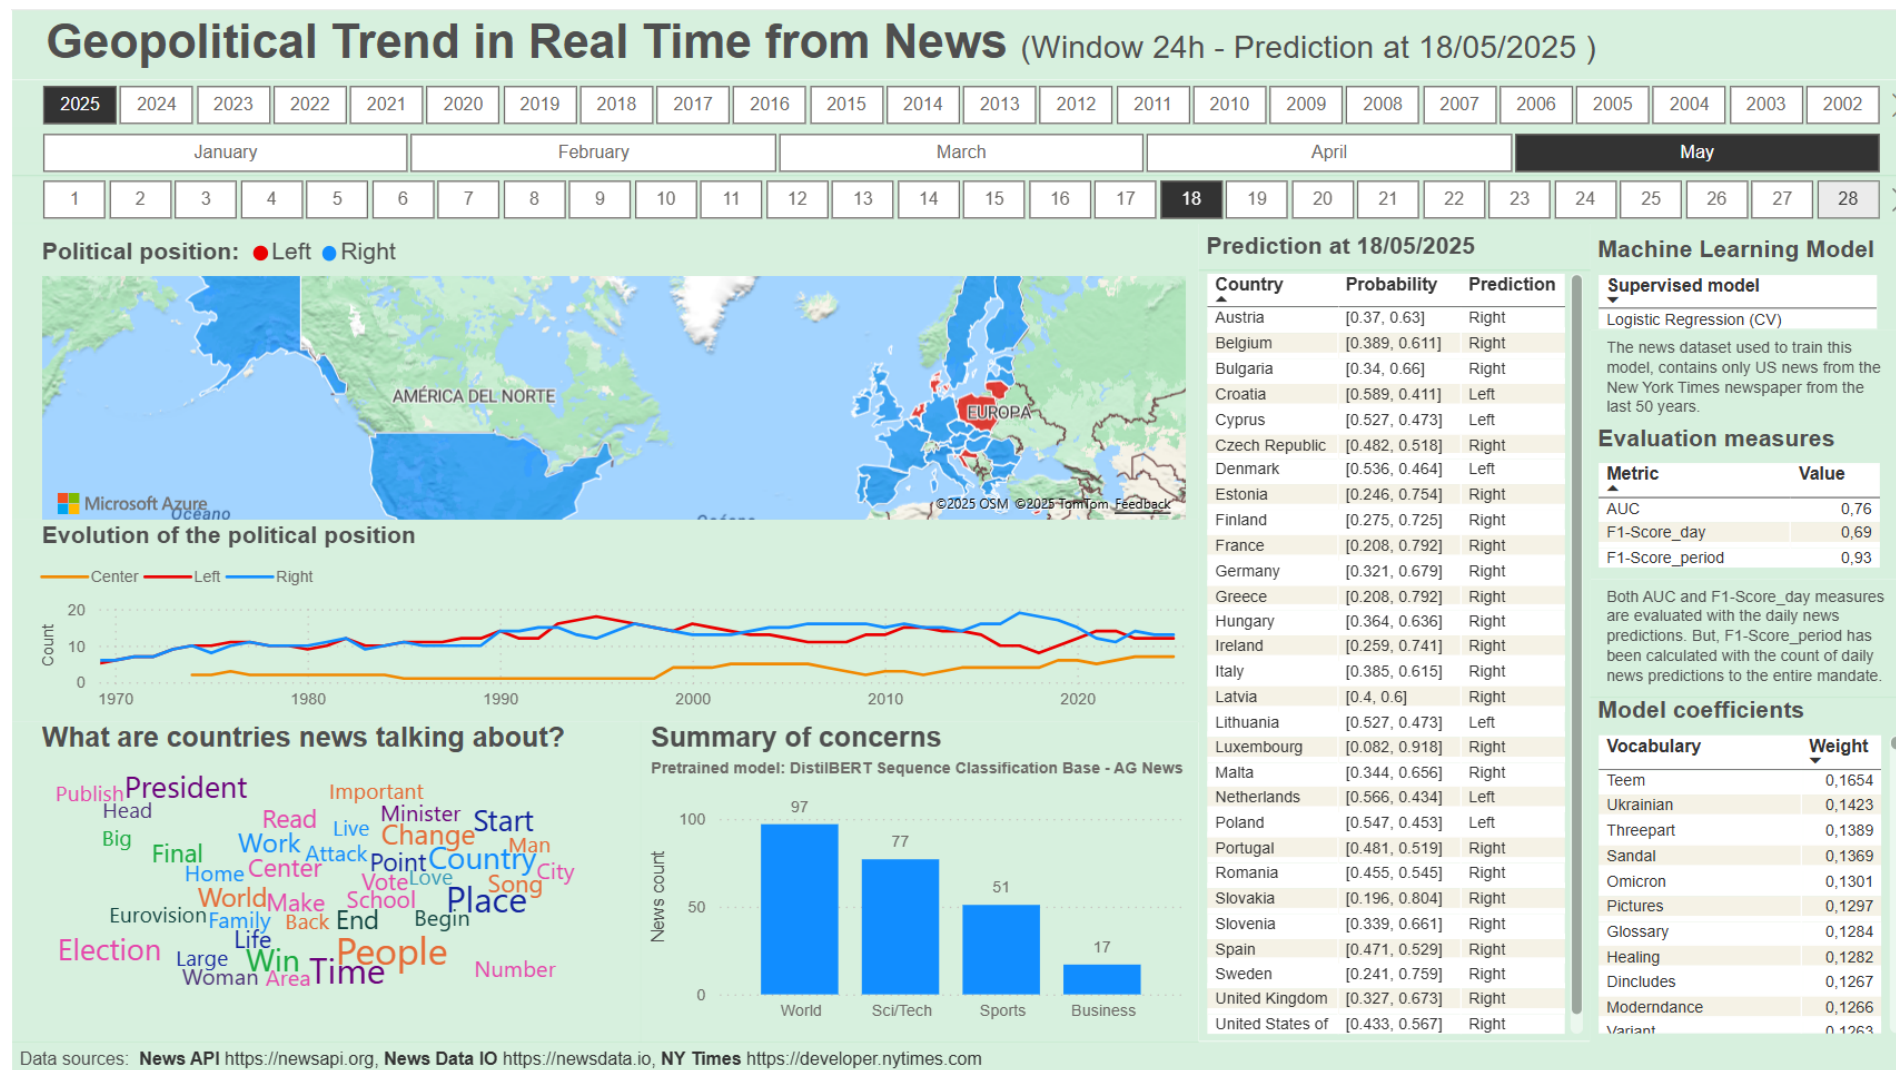 Geopolitical Trend in Real Time from News (Window 24h - Prediction at 18/05/2025 )
2025 2024 2023 2022 2021 2020 2019 2018 2017 2016 2015 2014 2013 2012 2011 2010 2009 2008 2007 2006 2005 2004 2003 2002
January February March April May
1 2 3 4 5 6 7 8 9 10 11 12 13 14 15 16 17 18 19 20 21 22 23 24 25 26 27 28
Political position: Left Right
AMÉRICA DEL NORTE
EUROPA
Microsoft Azure
Océano
©2025 OSM ©2025 TomTom Feedback
Evolution of the political position
Center Left Right
Count
20
10
0
1970 1980 1990 2000 2010 2020
What are countries news talking about?
Publish President Important
Head Read Live Minister Start
Big Work Change Man
Final Attack Point Country
Home Center Vote Love Song City
World Make School Place
Eurovision Family Back End Begin
Election Life People
Large Win Time Number
Woman Area
Summary of concerns
Pretrained model: DistilBERT Sequence Classification Base - AG News
News count
100
50
0
97
77
51
17
World Sci/Tech Sports Business
Prediction at 18/05/2025
Country Probability Prediction
Austria [0.37, 0.63] Right
Belgium [0.389, 0.611] Right
Bulgaria [0.34, 0.66] Right
Croatia [0.589, 0.411] Left
Cyprus [0.527, 0.473] Left
Czech Republic [0.482, 0.518] Right
Denmark [0.536, 0.464] Left
Estonia [0.246, 0.754] Right
Finland [0.275, 0.725] Right
France [0.208, 0.792] Right
Germany [0.321, 0.679] Right
Greece [0.208, 0.792] Right
Hungary [0.364, 0.636] Right
Ireland [0.259, 0.741] Right
Italy [0.385, 0.615] Right
Latvia [0.4, 0.6] Right
Lithuania [0.527, 0.473] Left
Luxembourg [0.082, 0.918] Right
Malta [0.344, 0.656] Right
Netherlands [0.566, 0.434] Left
Poland [0.547, 0.453] Left
Portugal [0.481, 0.519] Right
Romania [0.455, 0.545] Right
Slovakia [0.196, 0.804] Right
Slovenia [0.339, 0.661] Right
Spain [0.471, 0.529] Right
Sweden [0.241, 0.759] Right
United Kingdom [0.327, 0.673] Right
United States of [0.433, 0.567] Right
Machine Learning Model
Supervised model
Logistic Regression (CV)
The news dataset used to train this
model, contains only US news from the
New York Times newspaper from the
last 50 years.
Evaluation measures
Metric Value
AUC 0,76
F1-Score_day 0,69
F1-Score_period 0,93
Both AUC and F1-Score_day measures
are evaluated with the daily news
predictions. But, F1-Score_period has
been calculated with the count of daily
news predictions to the entire mandate.
Model coefficients
Vocabulary Weight
Teem 0,1654
Ukrainian 0,1423
Threepart 0,1389
Sandal 0,1369
Omicron 0,1301
Pictures 0,1297
Glossary 0,1284
Healing 0,1282
Dincludes 0,1267
Moderndance 0,1266
Variant 0,1263
Data sources: News API https://newsapi.org, News Data IO https://newsdata.io, NY Times https://developer.nytimes.com